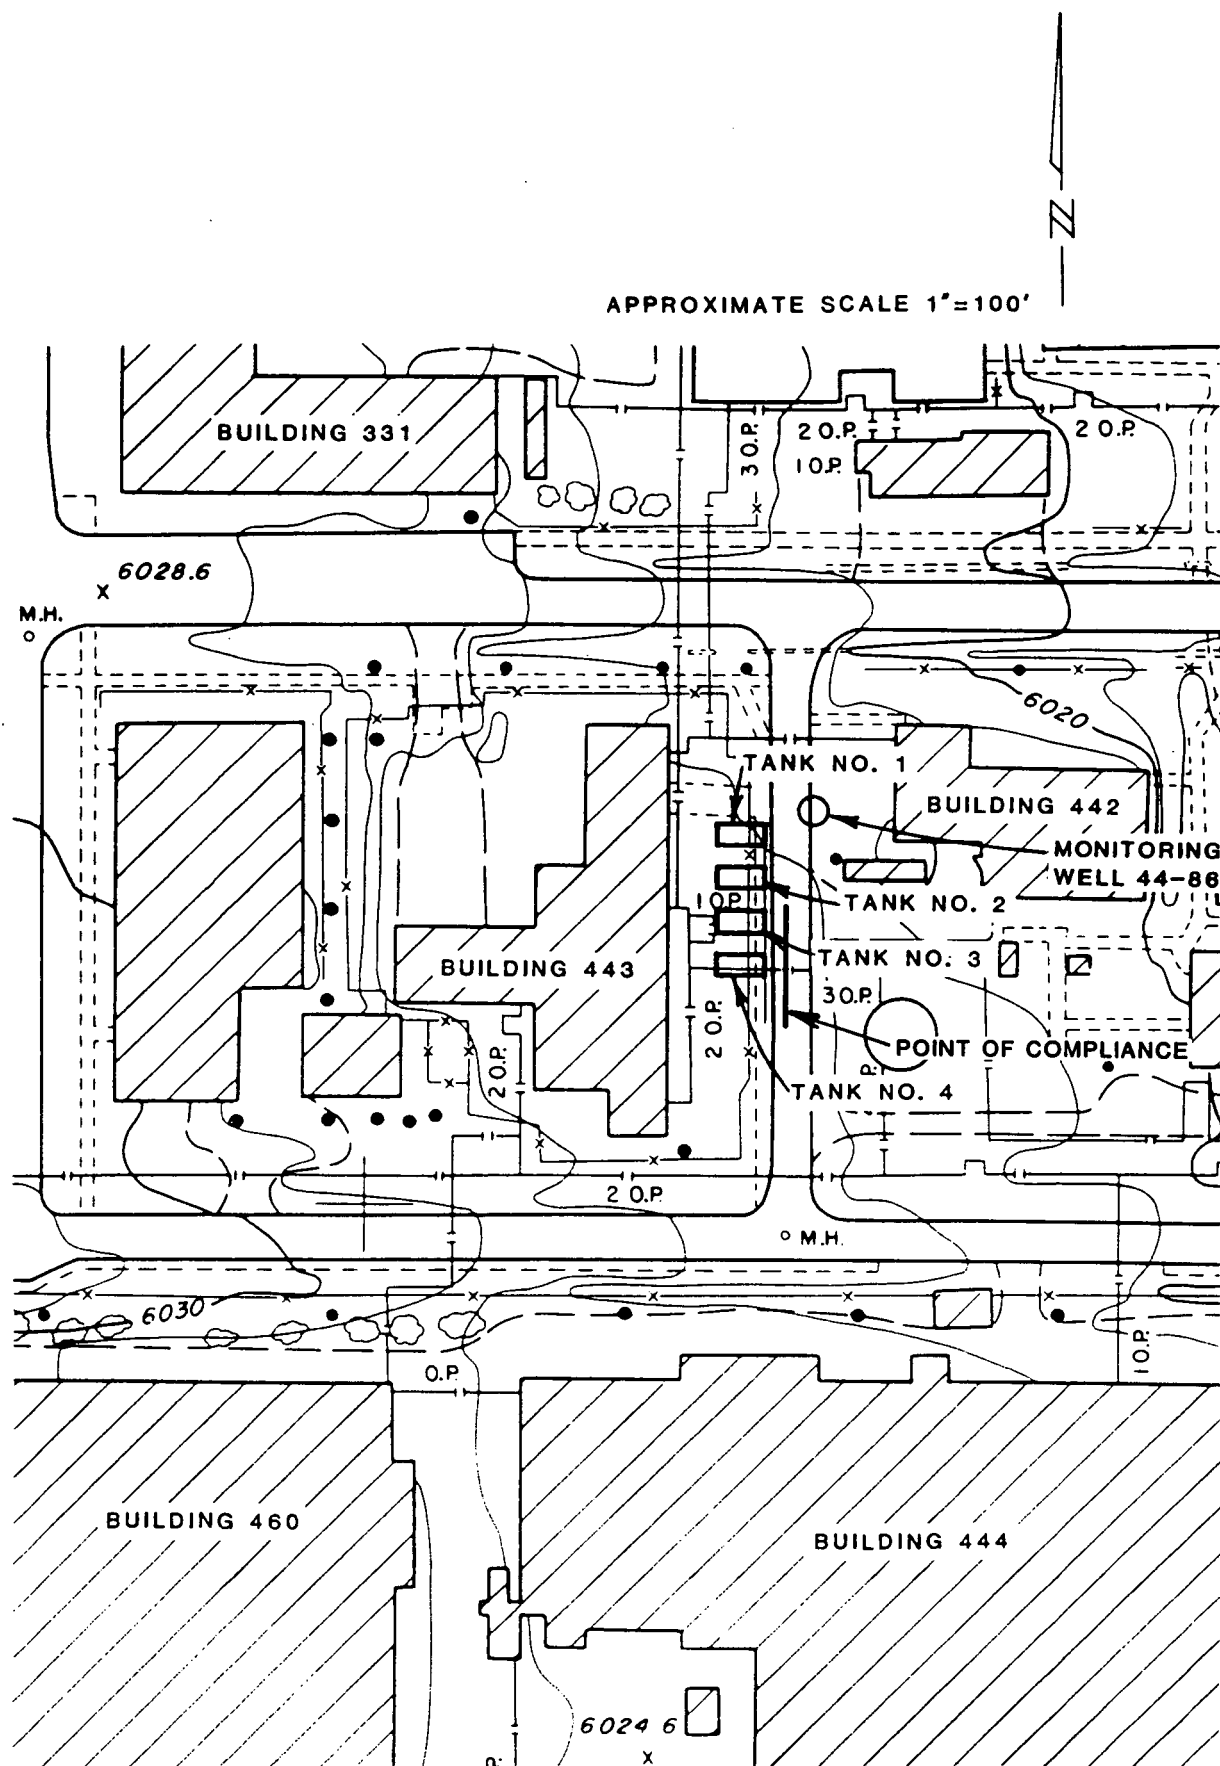 N
APPROXIMATE SCALE 1"=100'
BUILDING 331
3 O.P.
2 O.P.
1 O.P.
2 O.P.
6028.6
M.H.
6020
TANK NO. 1
BUILDING 442
MONITORING
WELL 44-86
TANK NO. 2
1 O.P.
TANK NO. 3
BUILDING 443
3 O.P.
2 O.P.
2 O.P.
POINT OF COMPLIANCE
P.
TANK NO. 4
2 O.P.
M.H.
6030
1 O.P.
O.P.
BUILDING 460
BUILDING 444
6024 6